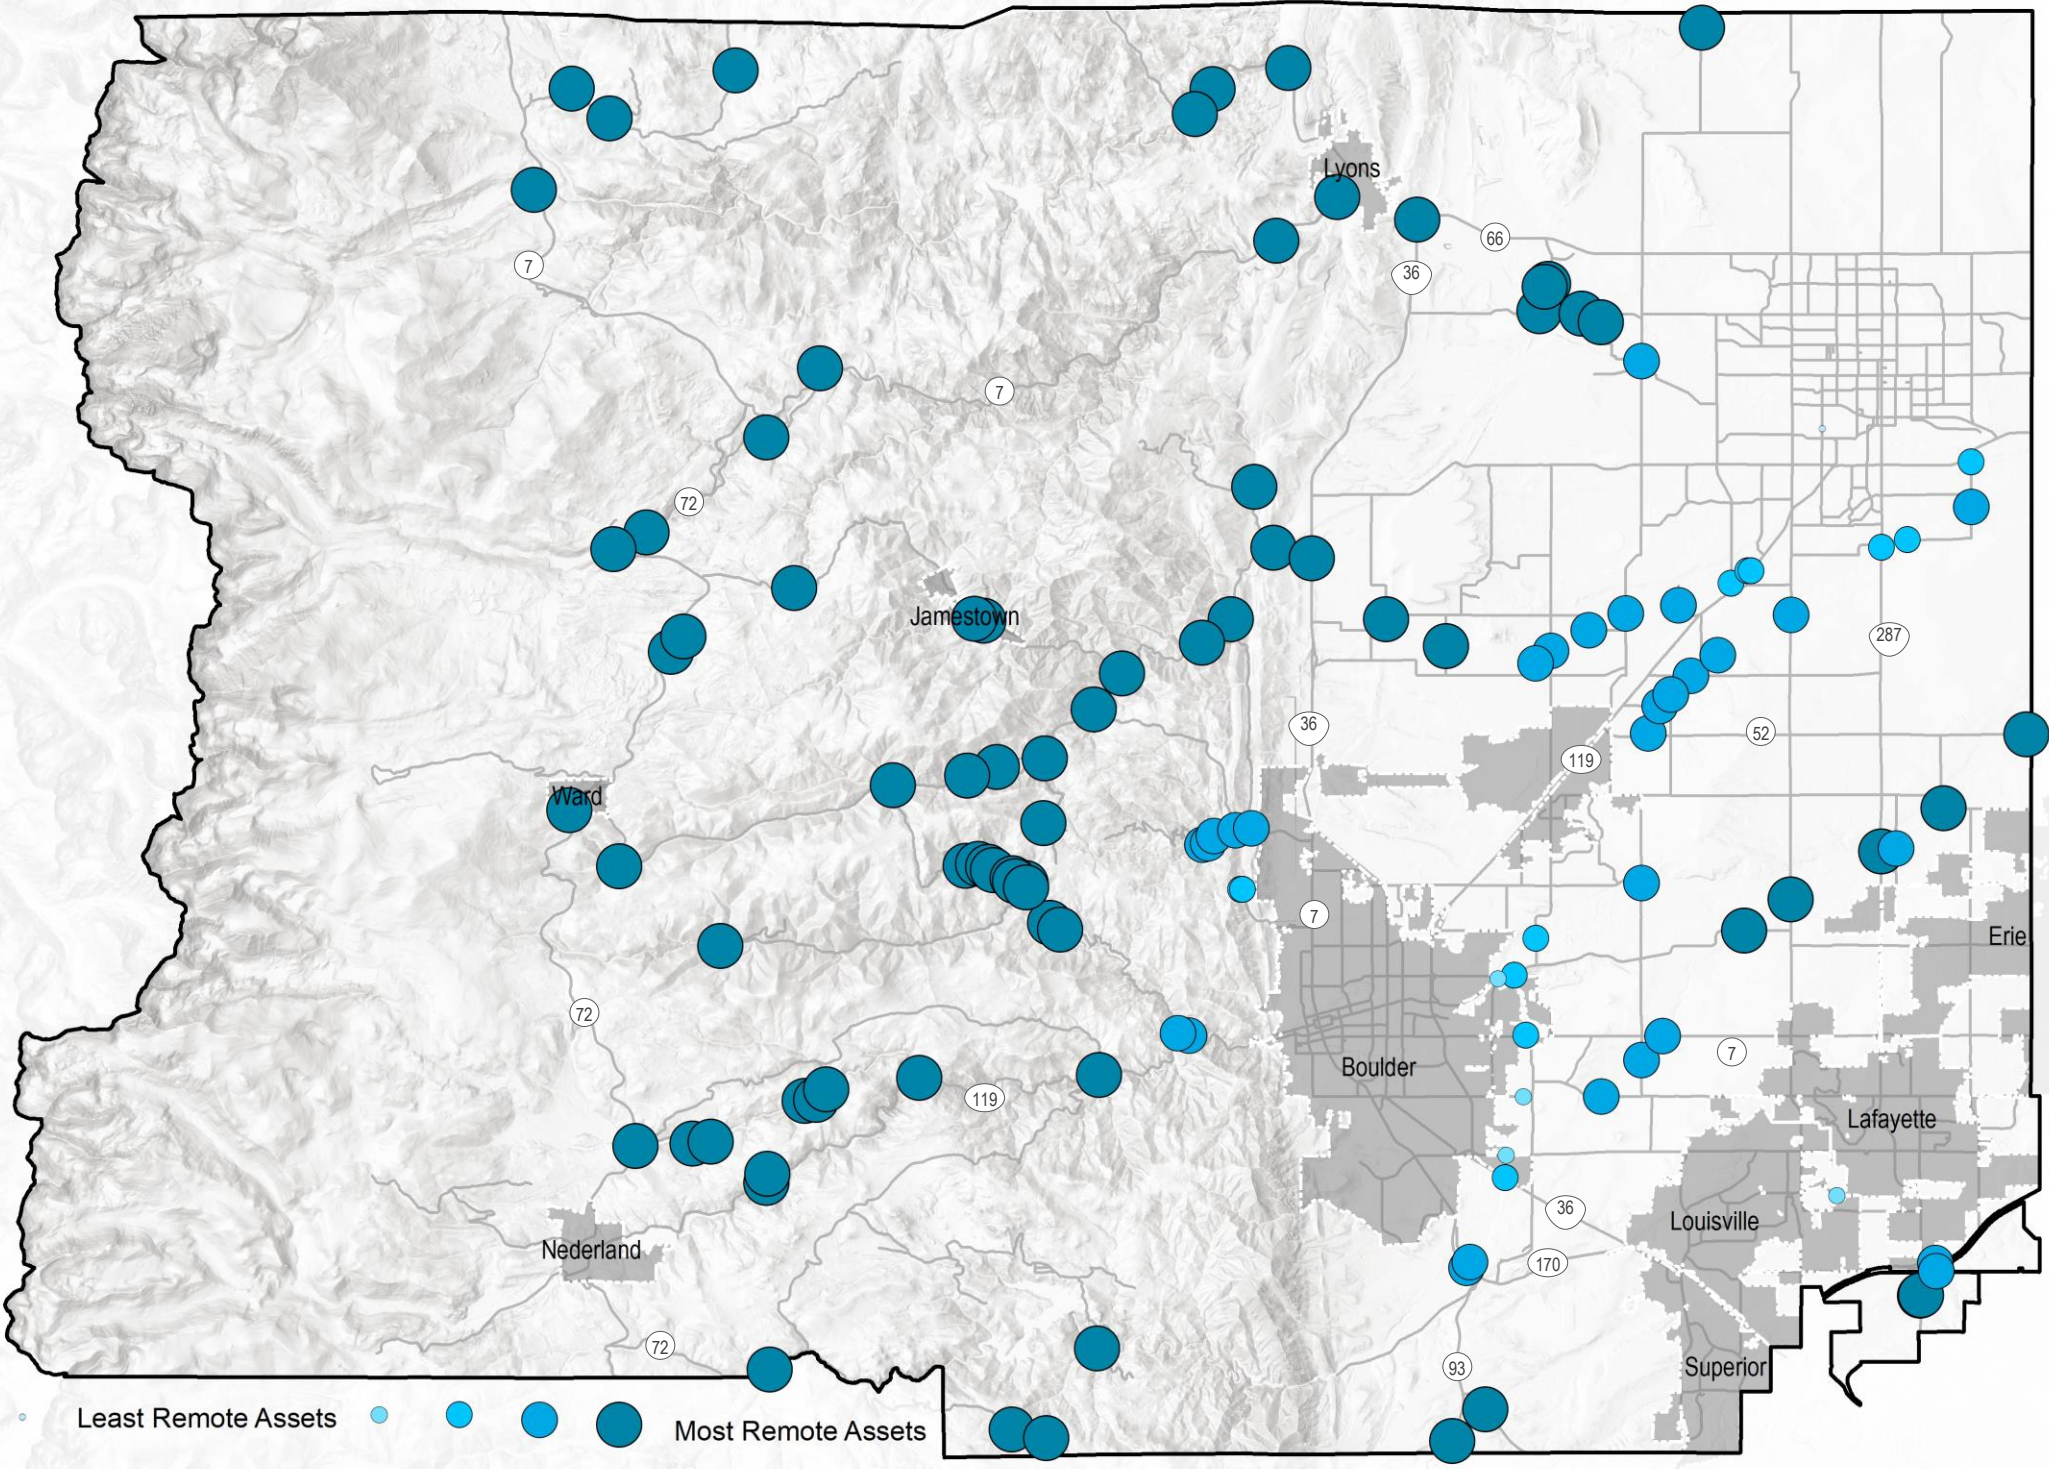 Lyons
66
7
36
7
72
Jamestown
287
36
52
119
Ward
7
Erie
72
7
Boulder
119
Lafayette
36
Louisville
Nederland
170
72
93
Superior
Least Remote Assets
Most Remote Assets